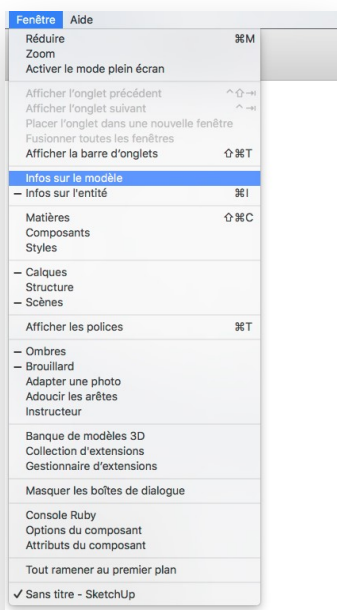 Fenêtre Aide
Réduire ⌘M
Zoom
Activer le mode plein écran
Afficher l'onglet précédent ^⇧⇥
Afficher l'onglet suivant ^⇥
Placer l'onglet dans une nouvelle fenêtre
Fusionner toutes les fenêtres
Afficher la barre d'onglets ⇧⌘T
Infos sur le modèle
— Infos sur l'entité ⌘I
Matières ⇧⌘C
Composants
Styles
— Calques
Structure
— Scènes
Afficher les polices ⌘T
— Ombres
— Brouillard
Adapter une photo
Adoucir les arêtes
Instructeur
Banque de modèles 3D
Collection d'extensions
Gestionnaire d'extensions
Masquer les boîtes de dialogue
Console Ruby
Options du composant
Attributs du composant
Tout ramener au premier plan
✓ Sans titre - SketchUp